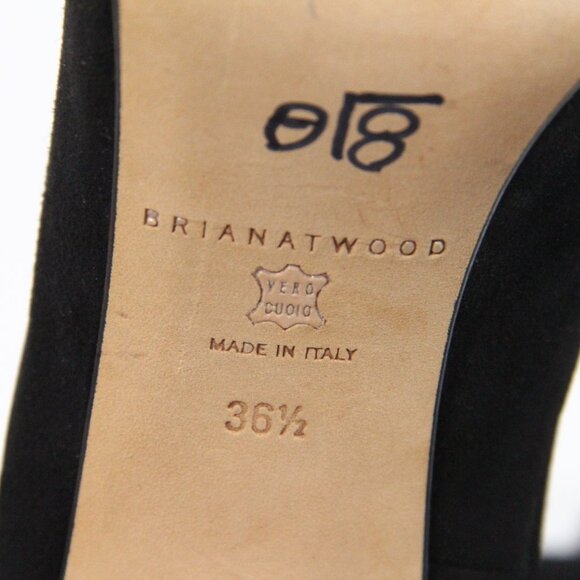 BRIANATWOOD
VERO
CUOIO
MADE IN ITALY
36½